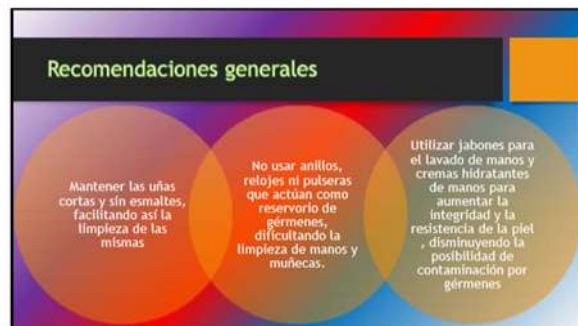 Recomendaciones generales
Mantener las uñas
cortas y sin esmaltes,
facilitando así la
limpieza de las
mismas
No usar anillos,
relojes ni pulseras
que actúan como
reservorio de
gérmenes,
dificultando la
limpieza de manos y
muñecas.
Utilizar jabones para
el lavado de manos y
cremas hidratantes
de manos para
aumentar la
integridad y la
resistencia de la piel
, disminuyendo la
posibilidad de
contaminación por
gérmenes